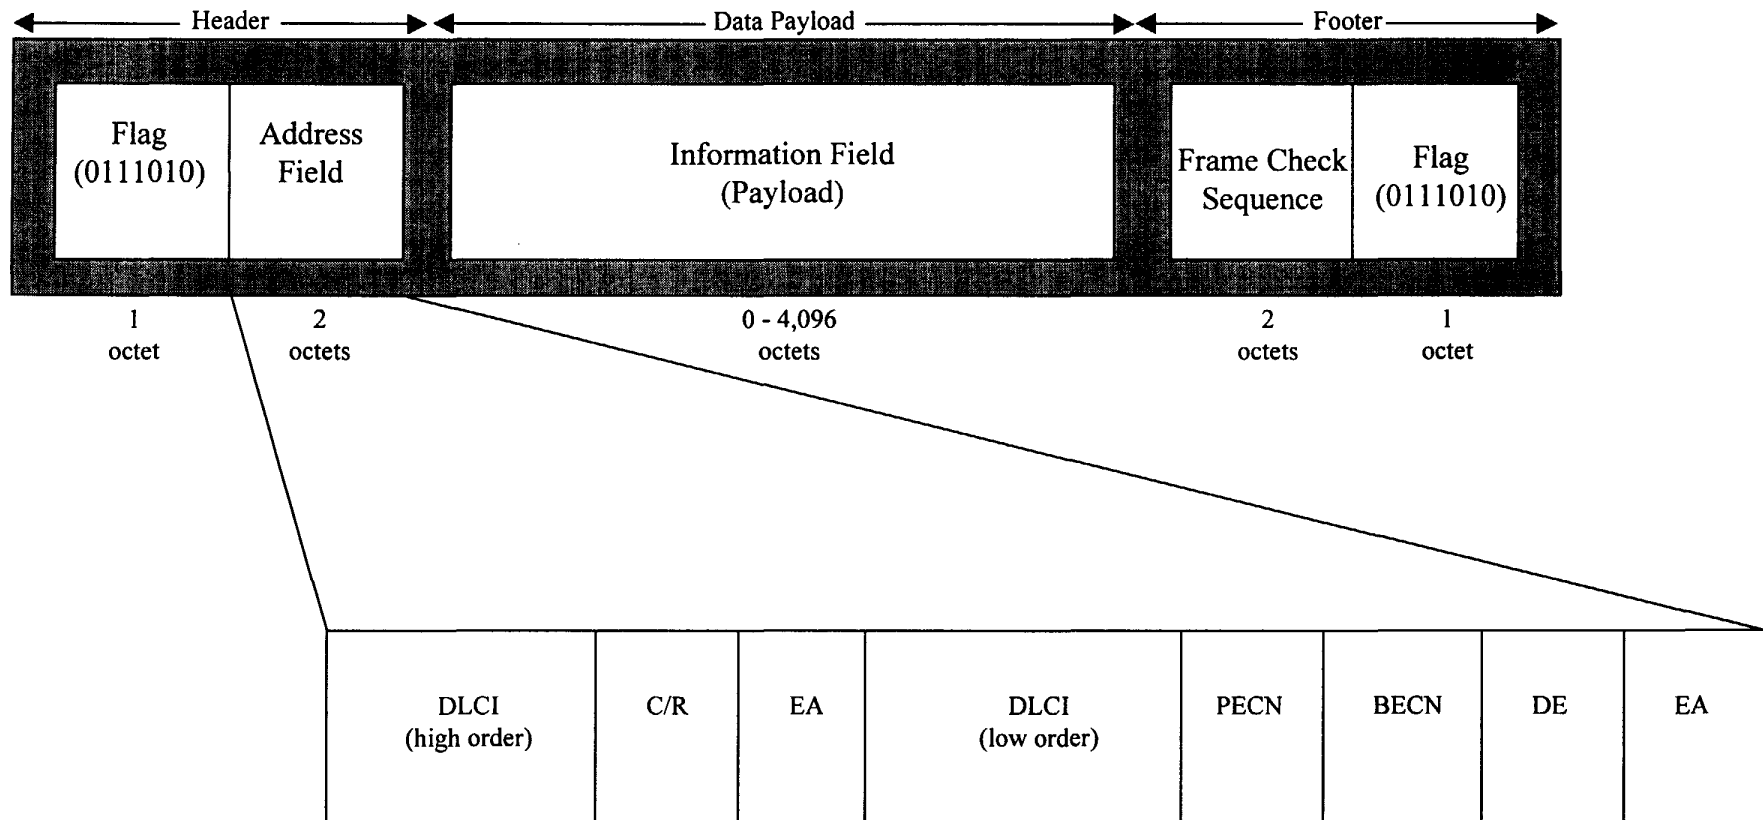 Header
Data Payload
Footer
Flag
(0111010)
Address
Field
Information Field
(Payload)
Frame Check
Sequence
Flag
(0111010)
1
octet
2
octets
0 - 4,096
octets
2
octets
1
octet
DLCI
(high order)
C/R
EA
DLCI
(low order)
PECN
BECN
DE
EA